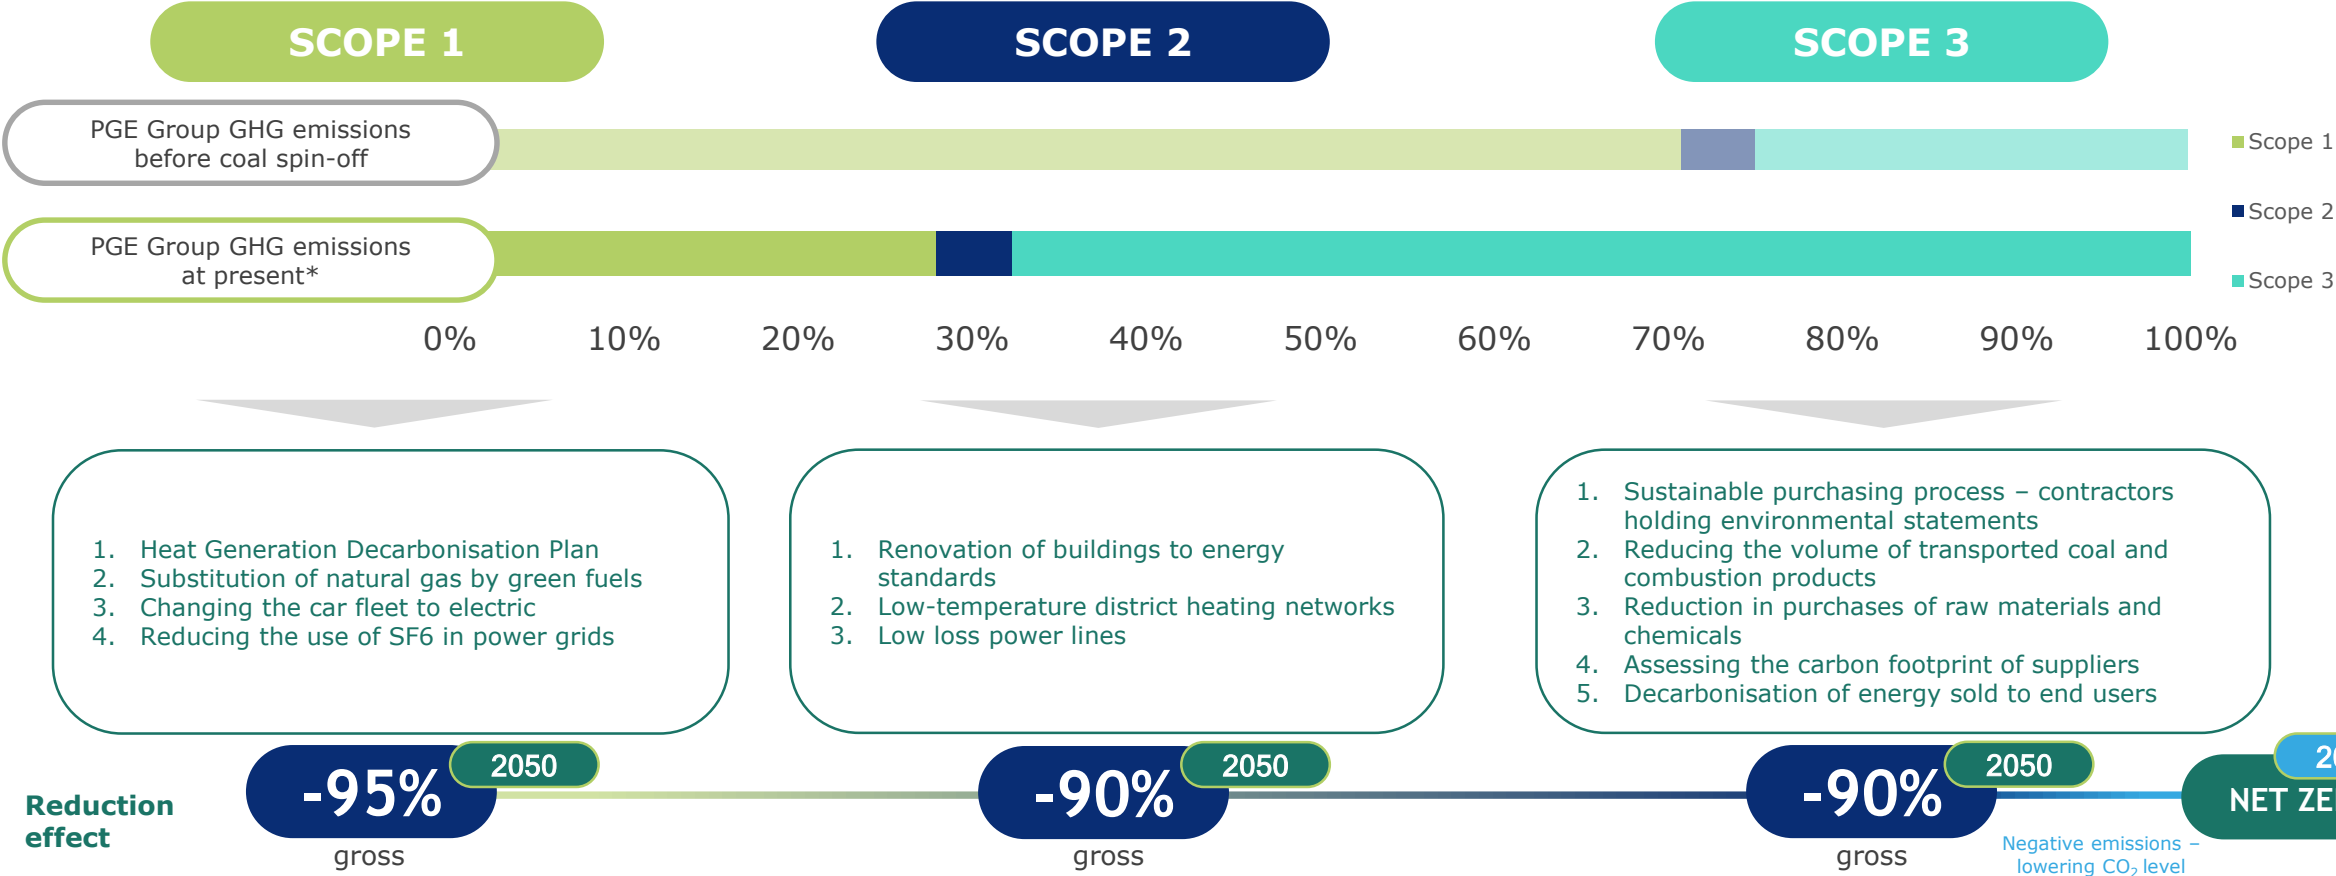 SCOPE 1
SCOPE 2
SCOPE 3
PGE Group GHG emissions
before coal spin-off
Scope 1
Scope 2
PGE Group GHG emissions
at present*
Scope 3
0% 10% 20% 30% 40% 50% 60% 70% 80% 90% 100%
1. Heat Generation Decarbonisation Plan
2. Substitution of natural gas by green fuels
3. Changing the car fleet to electric
4. Reducing the use of SF6 in power grids
1. Renovation of buildings to energy
standards
2. Low-temperature district heating networks
3. Low loss power lines
1. Sustainable purchasing process – contractors
holding environmental statements
2. Reducing the volume of transported coal and
combustion products
3. Reduction in purchases of raw materials and
chemicals
4. Assessing the carbon footprint of suppliers
5. Decarbonisation of energy sold to end users
Reduction
effect
-95%
2050
gross
-90%
2050
gross
-90%
2050
gross
Negative emissions –
lowering CO₂ level
NET